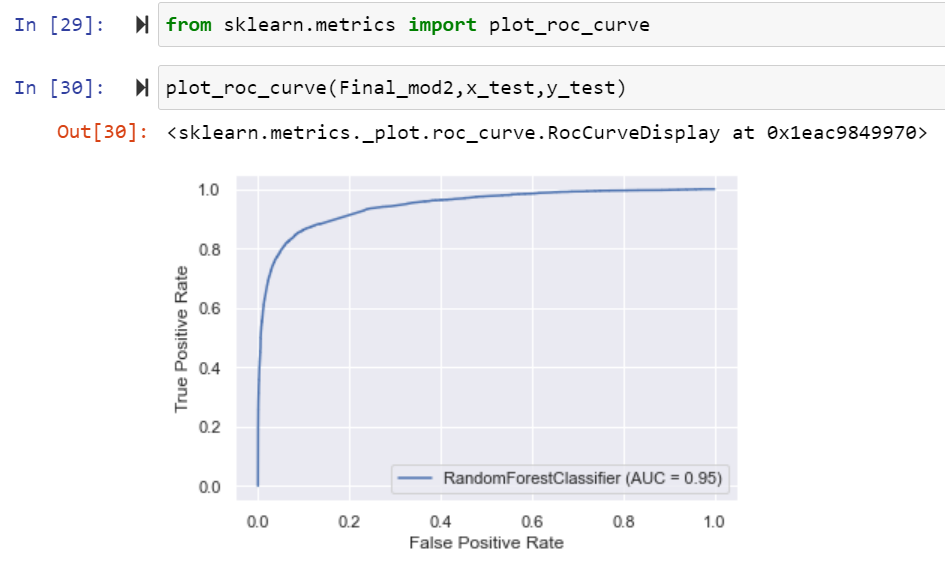 In [29]: from sklearn.metrics import plot_roc_curve
In [30]: plot_roc_curve(Final_mod2,x_test,y_test)
Out[30]: <sklearn.metrics._plot.roc_curve.RocCurveDisplay at 0x1eac9849970>
1.0
0.8
0.6
0.4
0.2
0.0
True Positive Rate
RandomForestClassifier (AUC = 0.95)
0.0 0.2 0.4 0.6 0.8 1.0
False Positive Rate